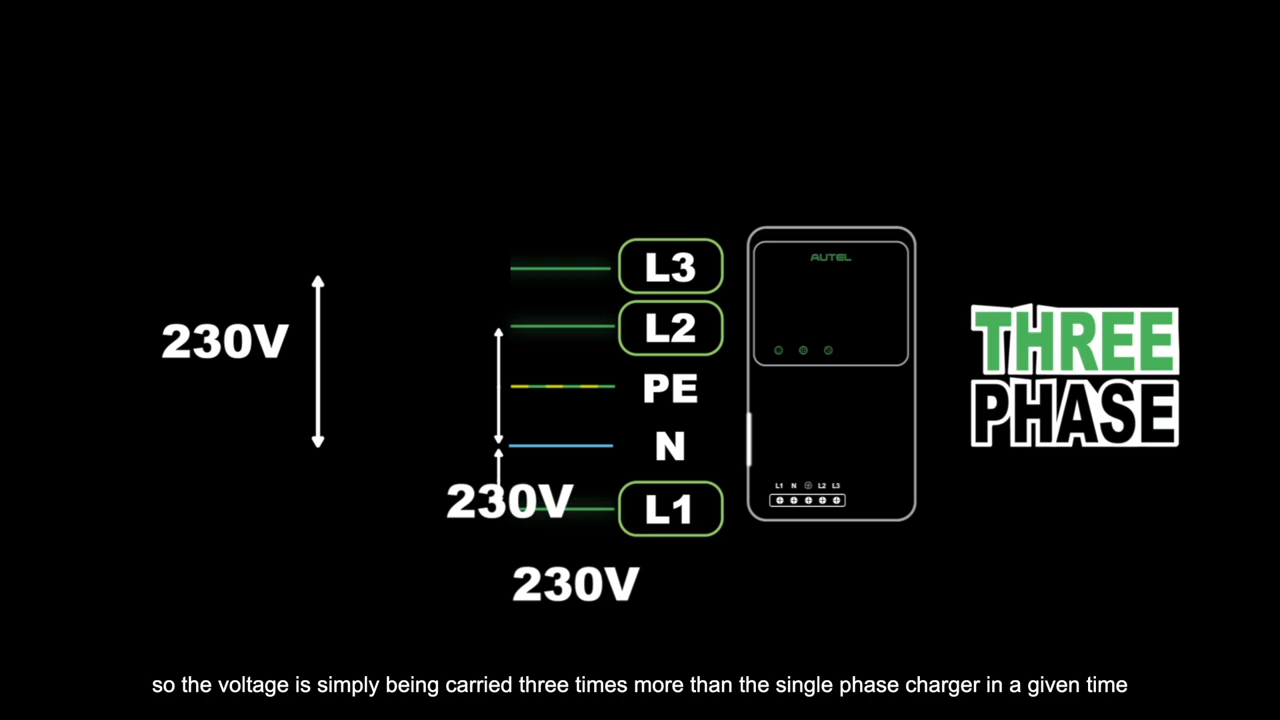 L3
AUTEL
230V
L2
THREE
PHASE
PE
N
L1 N L2 L3
230V
L1
230V
so the voltage is simply being carried three times more than the single phase charger in a given time